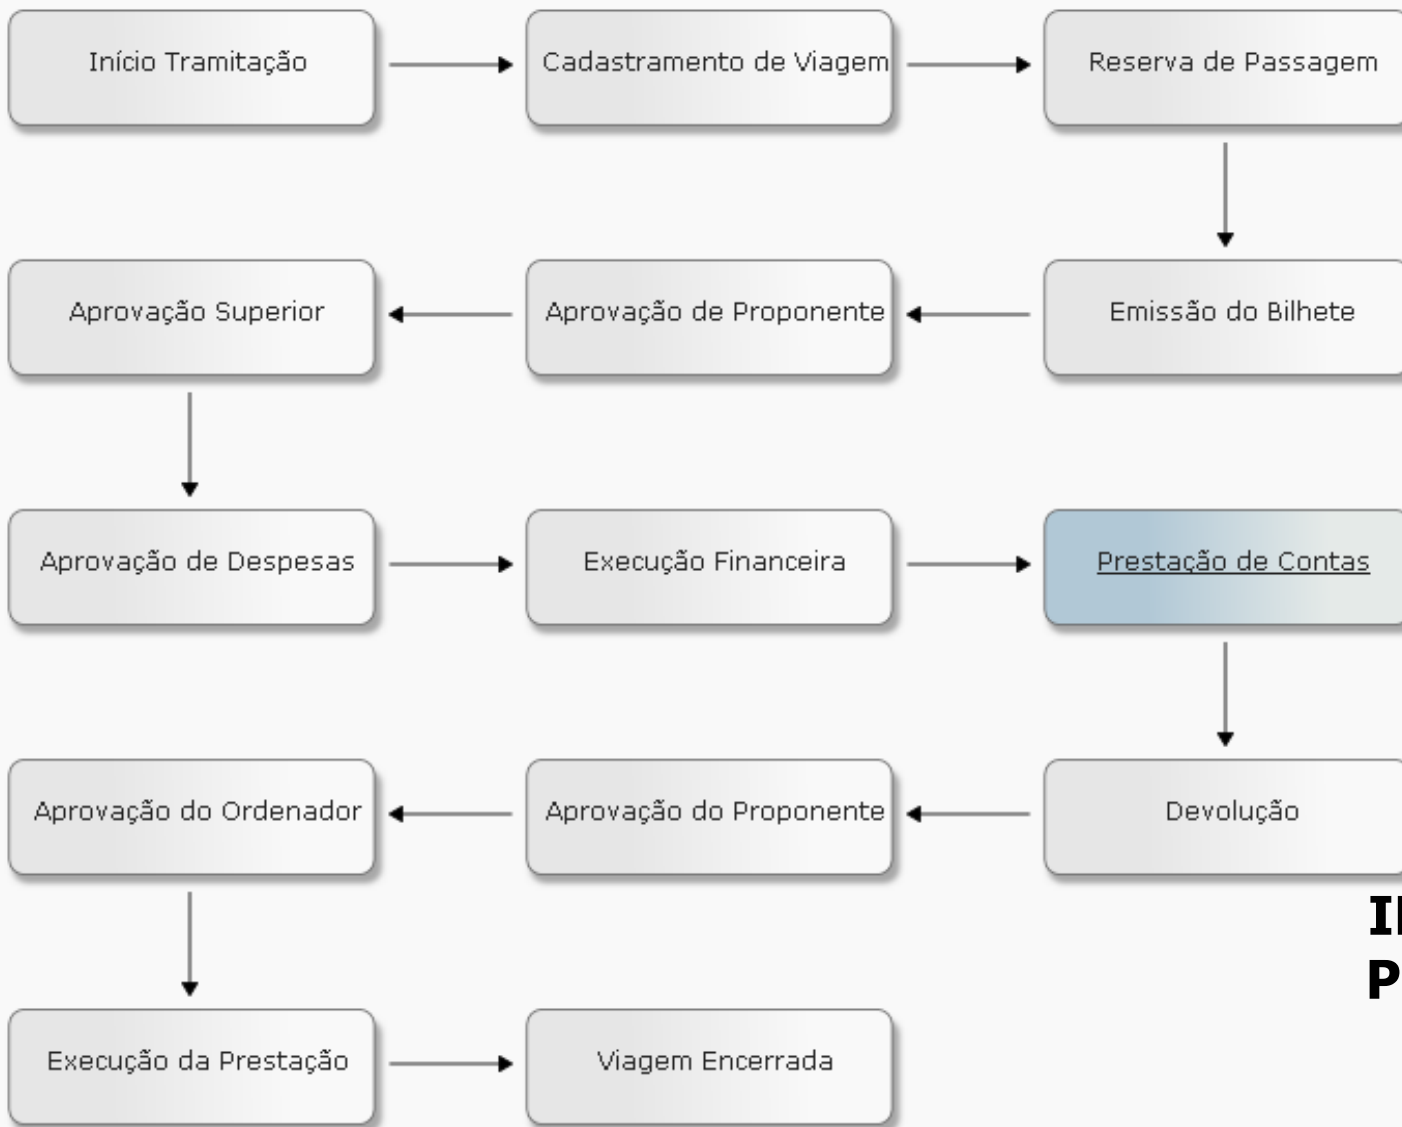 Início Tramitação
Cadastramento de Viagem
Reserva de Passagem
Emissão do Bilhete
Aprovação de Proponente
Aprovação Superior
Aprovação de Despesas
Execução Financeira
Prestação de Contas
Devolução
Aprovação do Proponente
Aprovação do Ordenador
Execução da Prestação
Viagem Encerrada